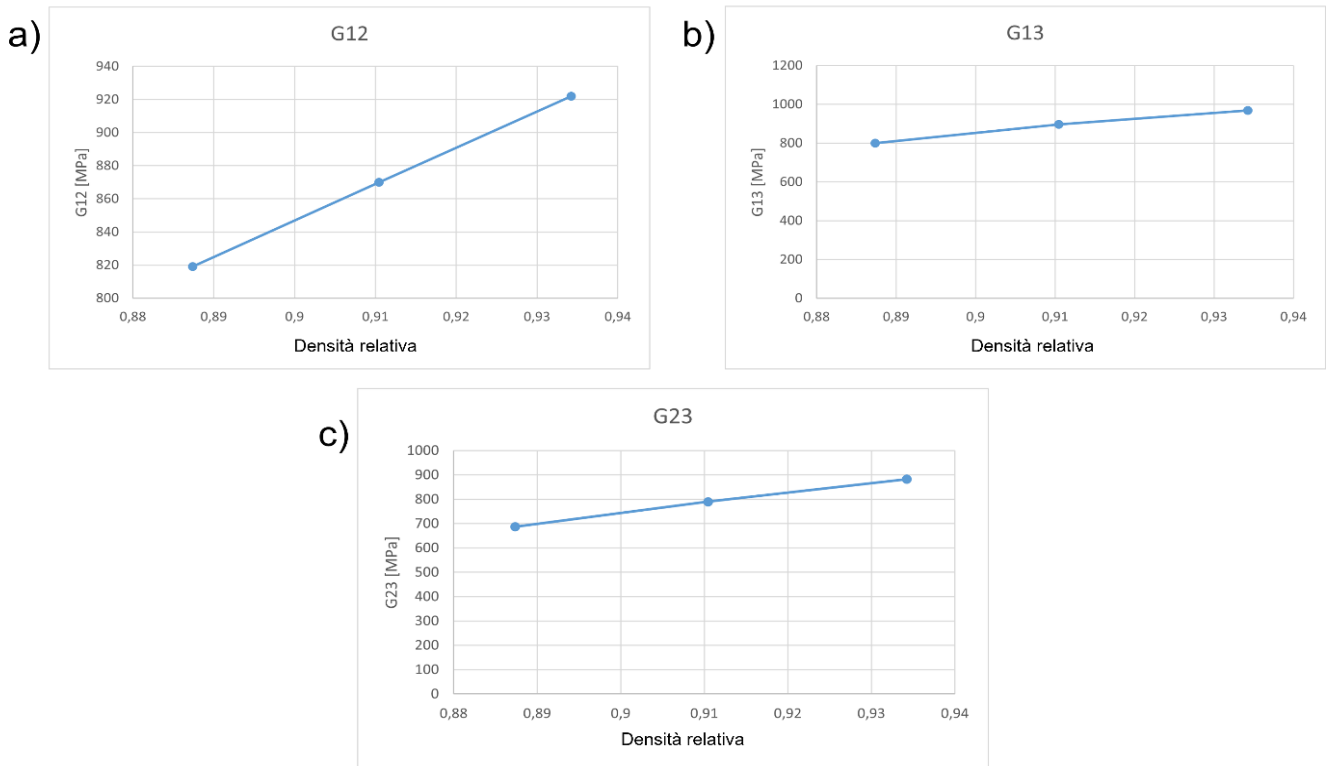 a)
G12
940
920
900
880
860
840
820
800
G12 [MPa]
0,88 0,89 0,9 0,91 0,92 0,93 0,94
Densità relativa
b)
G13
1200
1000
800
600
400
200
0
G13 [MPa]
0,88 0,89 0,9 0,91 0,92 0,93 0,94
Densità relativa
c)
G23
1000
900
800
700
600
500
400
300
200
100
0
G23 [MPa]
0,88 0,89 0,9 0,91 0,92 0,93 0,94
Densità relativa